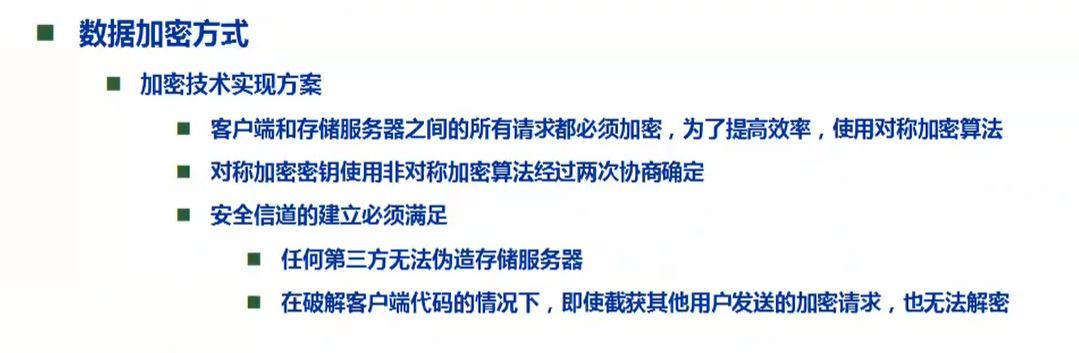 数据加密方式
加密技术实现方案
客户端和存储服务器之间的所有请求都必须加密，为了提高效率，使用对称加密算法
对称加密密钥使用非对称加密算法经过两次协商确定
安全信道的建立必须满足
任何第三方无法伪造存储服务器
在破解客户端代码的情况下，即使截获其他用户发送的加密请求，也无法解密